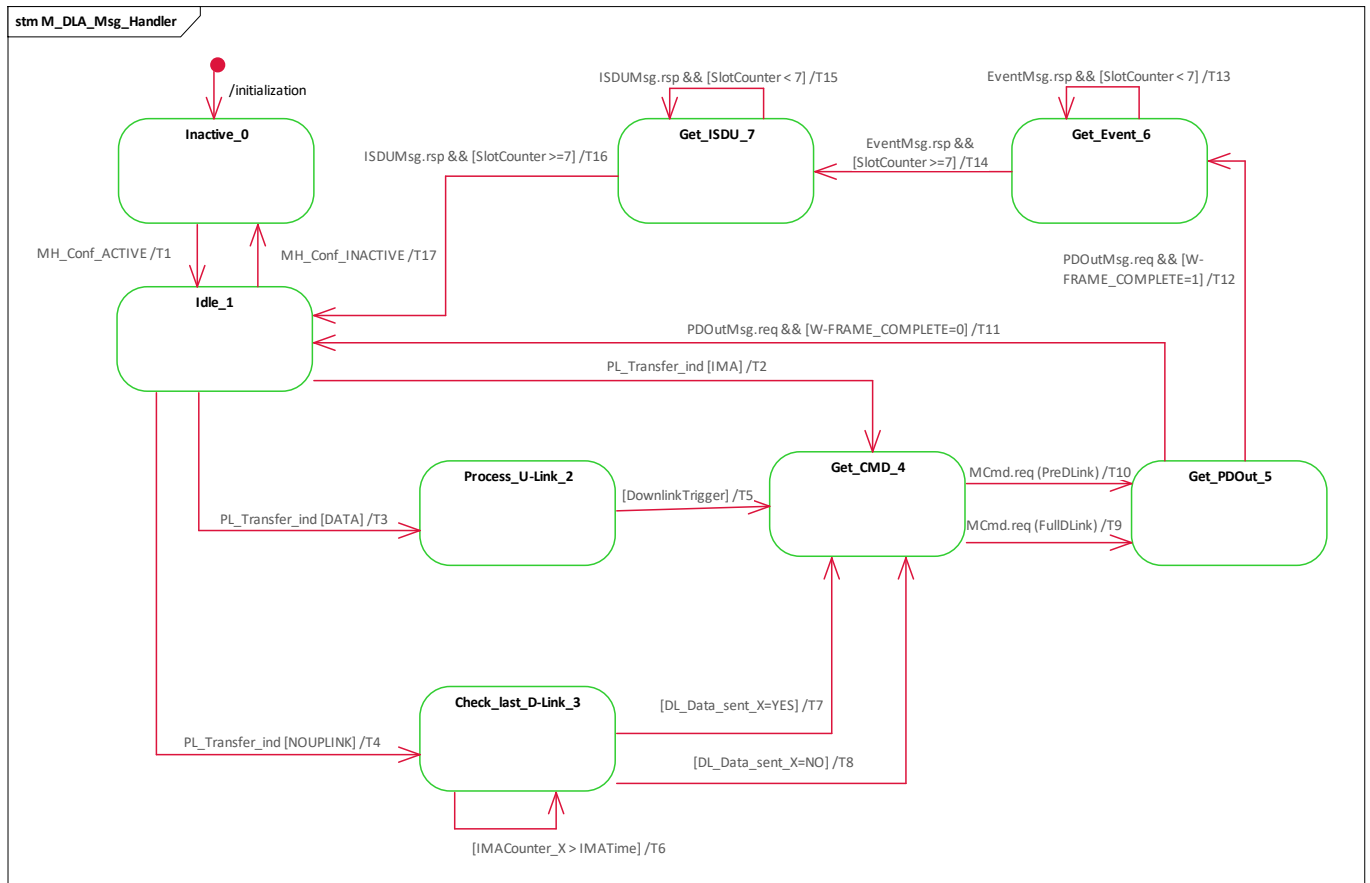 stm M_DLA_Msg_Handler
/initialization
ISDUMsg.rsp && [SlotCounter < 7] /T15
EventMsg.rsp && [SlotCounter < 7] /T13
Inactive_0
Get_ISDU_7
Get_Event_6
ISDUMsg.rsp && [SlotCounter >=7] /T16
EventMsg.rsp &&
[SlotCounter >=7] /T14
MH_Conf_ACTIVE /T1
MH_Conf_INACTIVE /T17
PDOutMsg.req && [W-
FRAME_COMPLETE=1] /T12
Idle_1
PDOutMsg.req && [W-FRAME_COMPLETE=0] /T11
PL_Transfer_ind [IMA] /T2
Process_U-Link_2
Get_CMD_4
MCmd.req (PreDLink) /T10
Get_PDOut_5
[DownlinkTrigger] /T5
PL_Transfer_ind [DATA] /T3
MCmd.req (FullDLink) /T9
Check_last_D-Link_3
[DL_Data_sent_X=YES] /T7
PL_Transfer_ind [NOUPLINK] /T4
[DL_Data_sent_X=NO] /T8
[IMACounter_X > IMATime] /T6